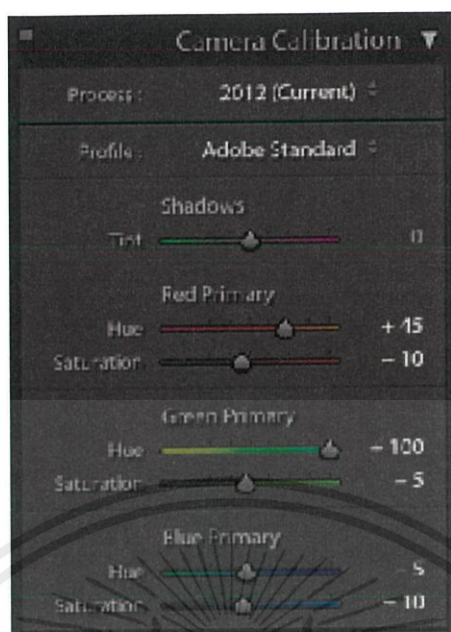 Camera Calibration
Process : 2012 (Current)
Profile : Adobe Standard
Shadows
Tint 0
Red Primary
Hue + 45
Saturation - 10
Green Primary
Hue + 100
Saturation - 5
Blue Primary
Hue - 5
Saturation - 10